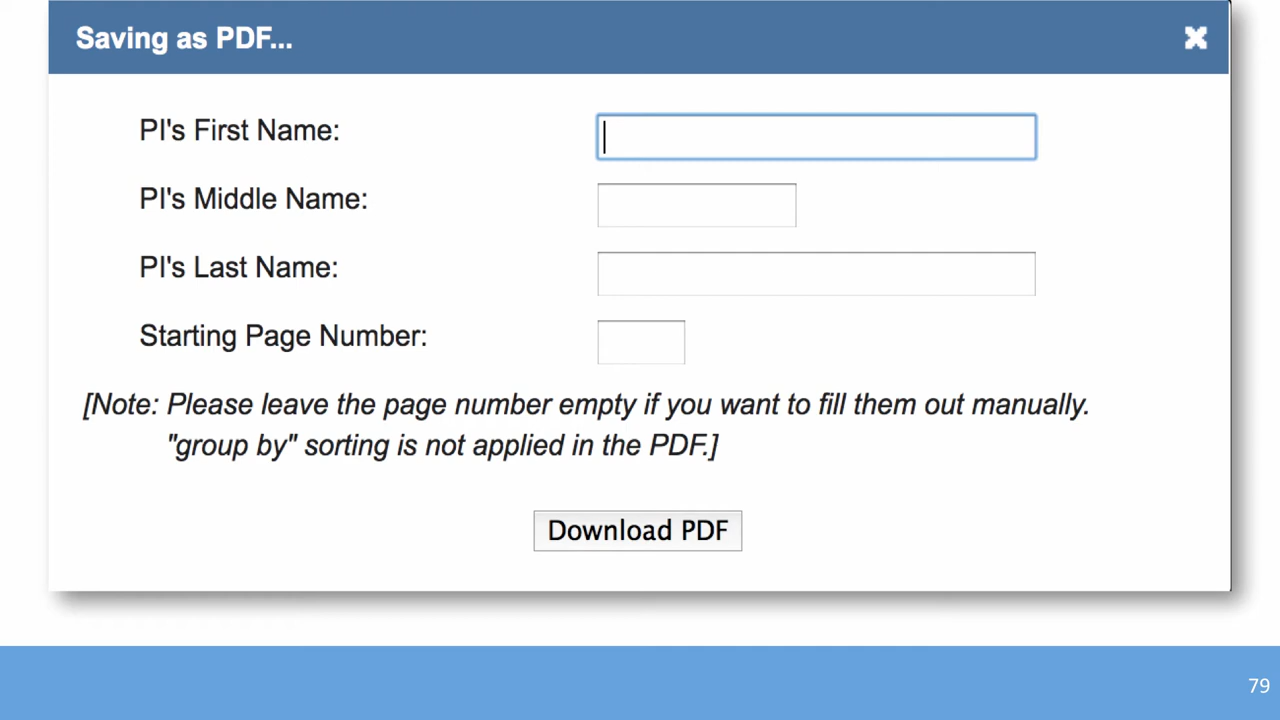 Saving as PDF...
PI's First Name:
PI's Middle Name:
PI's Last Name:
Starting Page Number:
[Note: Please leave the page number empty if you want to fill them out manually.
"group by" sorting is not applied in the PDF.]
Download PDF
79